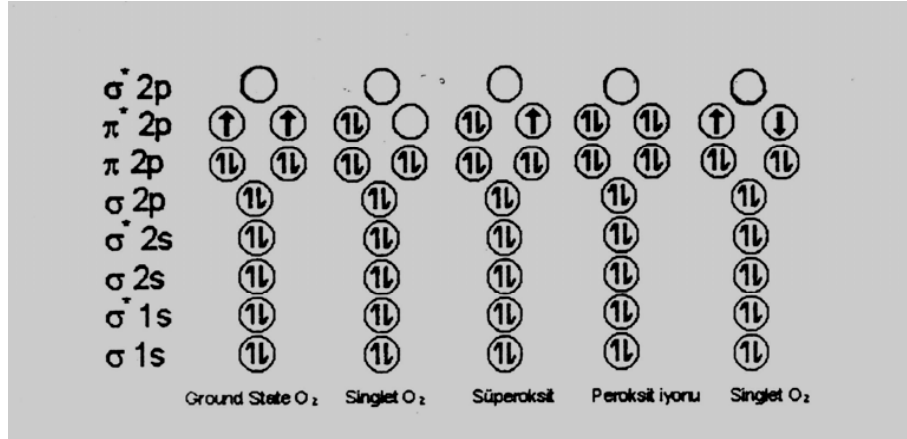 σ* 2p
π* 2p
π 2p
σ 2p
σ* 2s
σ 2s
σ* 1s
σ 1s
Ground State O₂ Singlet O₂ Süperoksit Peroksit iyonu Singlet O₂